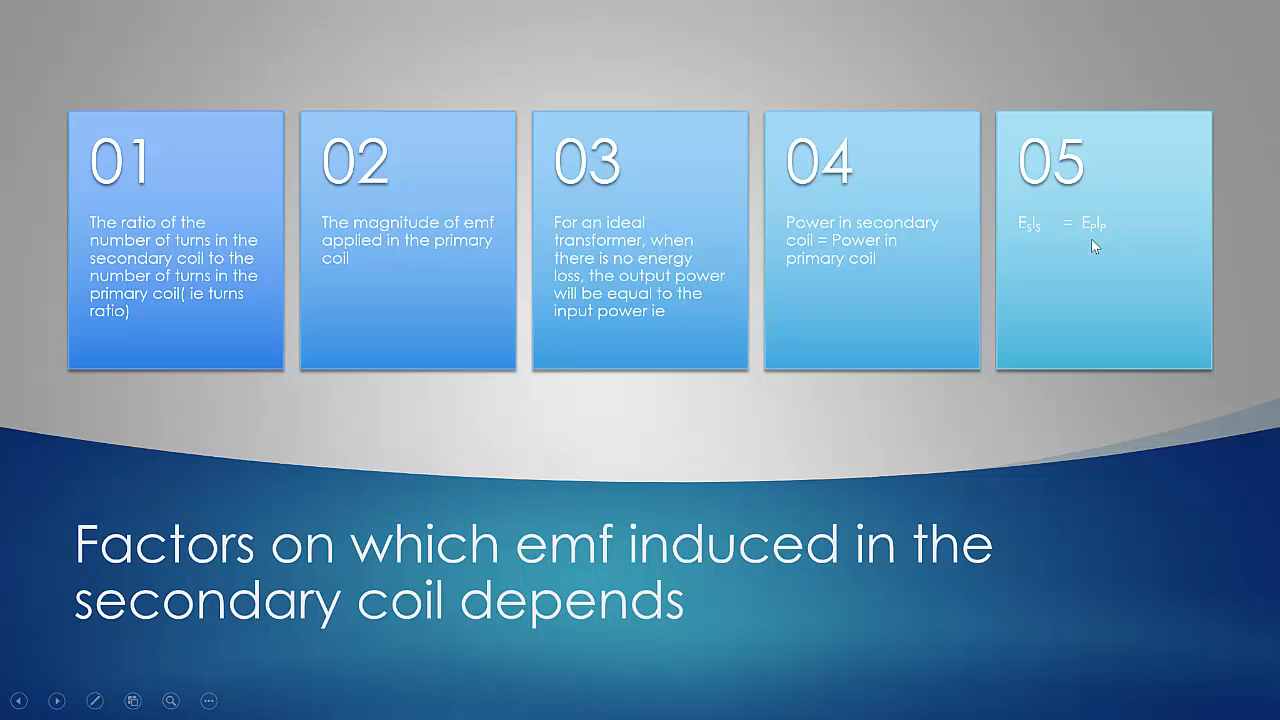 01
The ratio of the
number of turns in the
secondary coil to the
number of turns in the
primary coil( ie turns
ratio)
02
The magnitude of emf
applied in the primary
coil
03
For an ideal
transformer, when
there is no energy
loss, the output power
will be equal to the
input power ie
04
Power in secondary
coil = Power in
primary coil
05
EsIs = EPIP
Factors on which emf induced in the
secondary coil depends